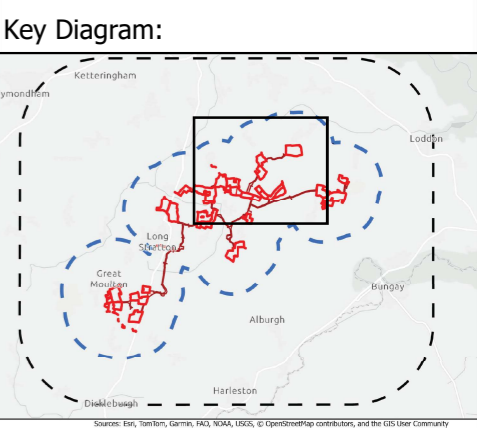 Key Diagram:
Ketteringham
ymondham
Loddon
Long
Stratton
Great
Moulton
Bungay
Alburgh
Harleston
Dickleburgh
Sources: Esri, TomTom, Garmin, FAO, NOAA, USGS, © OpenStreetMap contributors, and the GIS User Community